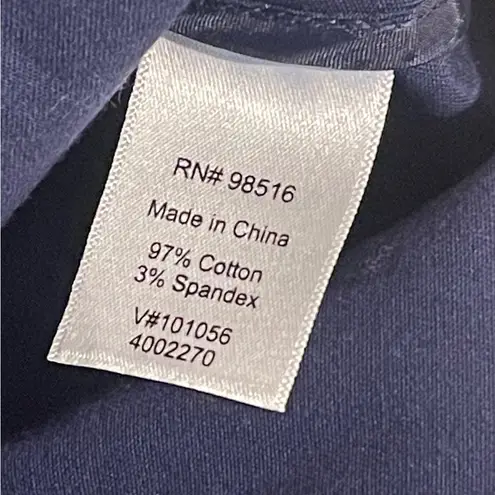 RN# 98516
Made in China
97% Cotton
3% Spandex
V#101056
4002270